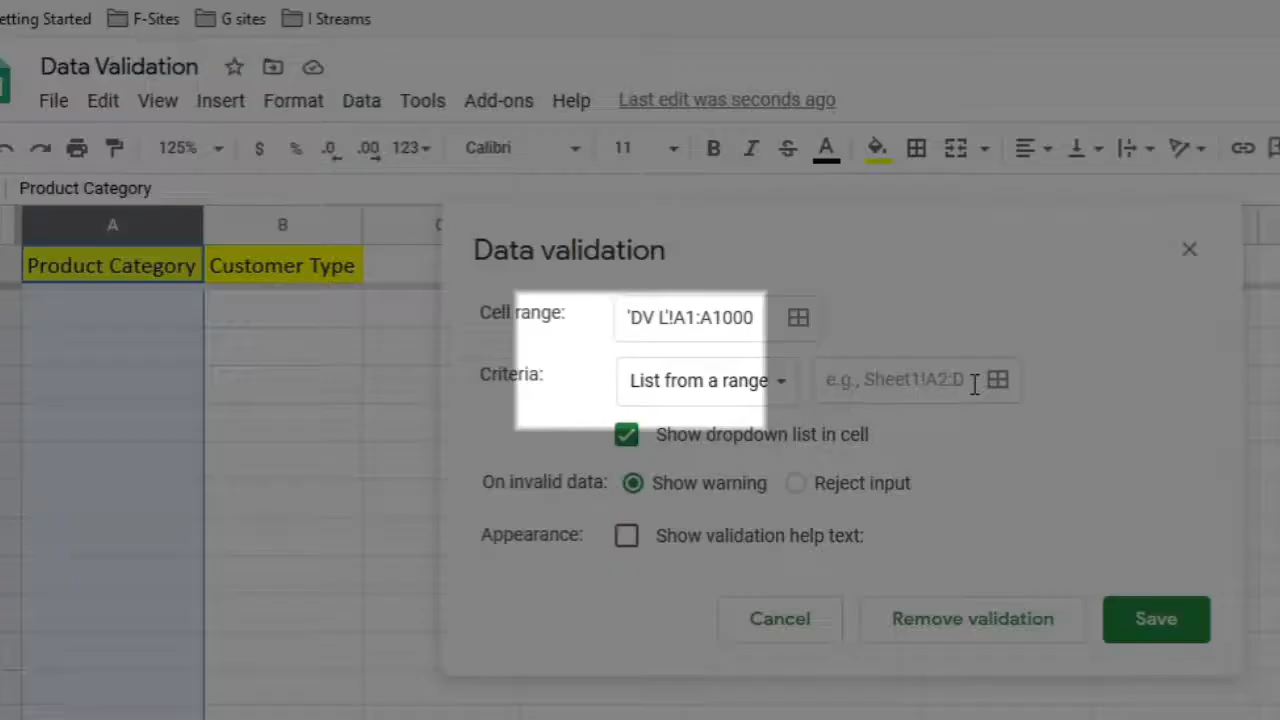 etting Started F-Sites G sites I Streams
Data Validation
File Edit View Insert Format Data Tools Add-ons Help Last edit was seconds ago
125% $ % .0 .00 123 Calibri 11 B I S A
Product Category
A B
Product Category Customer Type
Data validation
Cell range: 'DV L'!A1:A1000
Criteria: List from a range e.g., Sheet1!A2:D
Show dropdown list in cell
On invalid data: Show warning Reject input
Appearance: Show validation help text:
Cancel Remove validation Save